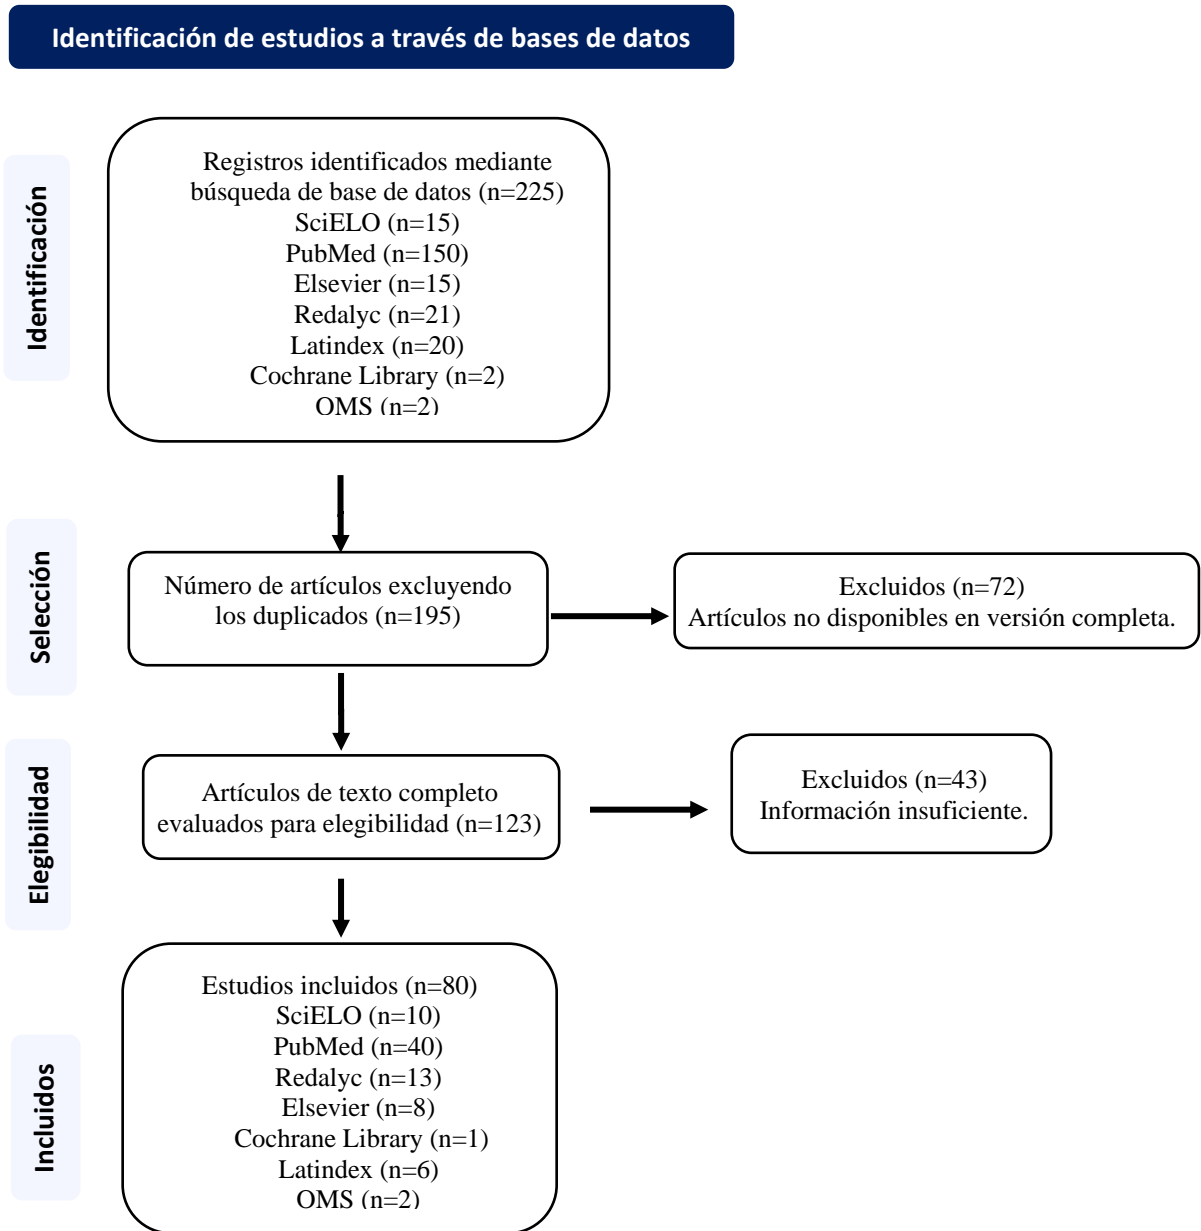 Identificación de estudios a través de bases de datos
Identificación
Registros identificados mediante
búsqueda de base de datos (n=225)
SciELO (n=15)
PubMed (n=150)
Elsevier (n=15)
Redalyc (n=21)
Latindex (n=20)
Cochrane Library (n=2)
OMS (n=2)
Selección
Número de artículos excluyendo
los duplicados (n=195)
Excluidos (n=72)
Artículos no disponibles en versión completa.
Elegibilidad
Artículos de texto completo
evaluados para elegibilidad (n=123)
Excluidos (n=43)
Información insuficiente.
Incluidos
Estudios incluidos (n=80)
SciELO (n=10)
PubMed (n=40)
Redalyc (n=13)
Elsevier (n=8)
Cochrane Library (n=1)
Latindex (n=6)
OMS (n=2)